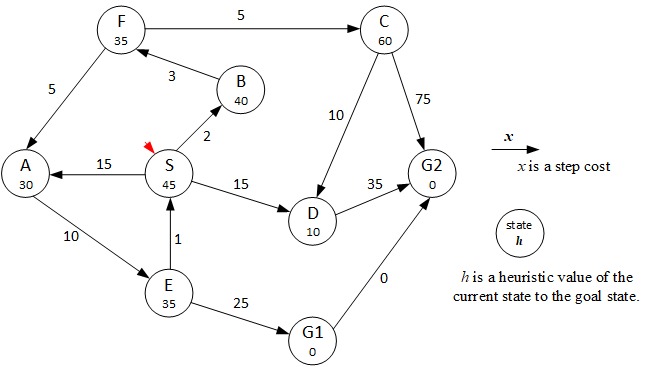 5
F
35
C
60
3
B
40
5
10
75
2
x
x is a step cost
A
30
15
S
45
15
35
G2
0
D
10
state
h
10
1
E
35
25
0
h is a heuristic value of the
current state to the goal state.
G1
0